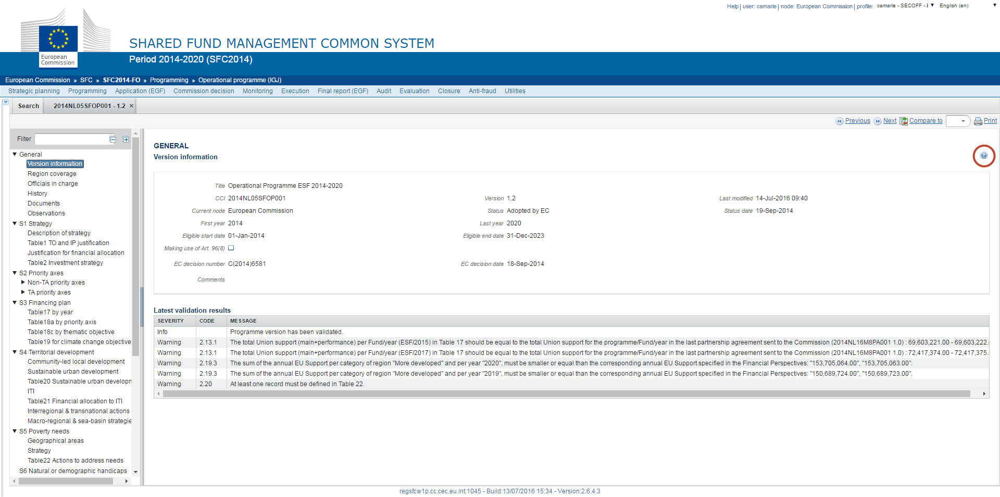 Help | user: camarle | node: European Commission | profile: camarle - SECOFF - English (en)
European
Commission
SHARED FUND MANAGEMENT COMMON SYSTEM
Period 2014-2020 (SFC2014)
European Commission » SFC » SFC2014-FO » Programming » Operational programme (IGJ)
Strategic planning Programming Application (EGF) Commission decision Monitoring Execution Final report (EGF) Audit Evaluation Closure Anti-fraud Utilities
Search 2014NL05SFOP001 - 1.2 ×
Previous Next Compare to Print
Filter
General
Version information
Region coverage
Officials in charge
History
Documents
Observations
S1 Strategy
Description of strategy
Table1 TO and IP justification
Justification for financial allocation
Table2 Investment strategy
S2 Priority axes
Non-TA priority axes
TA priority axes
S3 Financing plan
Table17 by year
Table18a by priority axis
Table18c by thematic objective
Table19 for climate change objective
S4 Territorial development
Community-led local development
Sustainable urban development
Table20 Sustainable urban develop
ITI
Table21 Financial allocation to ITI
Interregional & transnational actions
Macro-regional & sea-basin strategie
S5 Poverty needs
Geographical areas
Strategy
Table22 Actions to address needs
S6 Natural or demographic handicaps
GENERAL
Version information
Title Operational Programme ESF 2014-2020
CCI 2014NL05SFOP001 Version 1.2 Last modified 14-Jul-2016 09:40
Current node European Commission Status Adopted by EC Status date 19-Sep-2014
First year 2014 Last year 2020
Eligible start date 01-Jan-2014 Eligible end date 31-Dec-2023
Making use of Art. 96(8)
EC decision number C(2014)6581 EC decision date 18-Sep-2014
Comments
Latest validation results
SEVERITY CODE MESSAGE
Info Programme version has been validated.
Warning 2.13.1 The total Union support (main+performance) per Fund/year (ESF/2015) in Table 17 should be equal to the total Union support for the programme/Fund/year in the last partnership agreement sent to the Commission (2014NL16M8PA001 1.0) : 69,603,221.00 - 69,603,222.
Warning 2.13.1 The total Union support (main+performance) per Fund/year (ESF/2017) in Table 17 should be equal to the total Union support for the programme/Fund/year in the last partnership agreement sent to the Commission (2014NL16M8PA001 1.0) : 72,417,374.00 - 72,417,375.
Warning 2.19.3 The sum of the annual EU Support per category of region "More developed" and per year "2020", must be smaller or equal than the corresponding annual EU Support specified in the Financial Perspectives: "153,705,064.00", "153,705,063.00".
Warning 2.19.3 The sum of the annual EU Support per category of region "More developed" and per year "2019", must be smaller or equal than the corresponding annual EU Support specified in the Financial Perspectives: "150,689,724.00", "150,689,723.00".
Warning 2.20 At least one record must be defined in Table 22.
regsfcw1p.cc.cec.eu.int:1045 - Build:13/07/2016 15:34 - Version:2.6.4.3